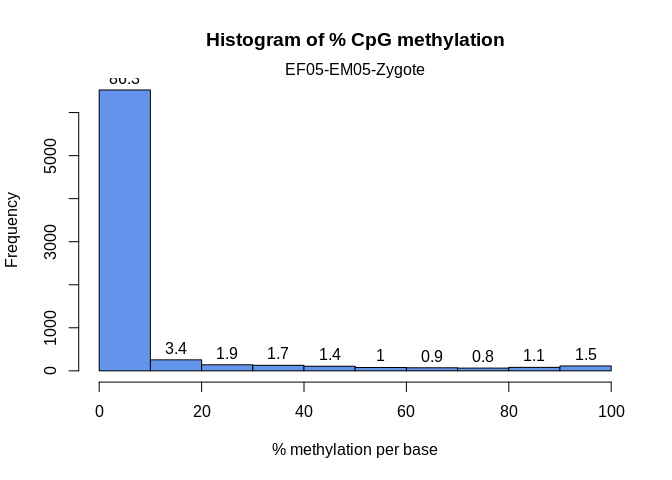 Histogram of % CpG methylation
EF05-EM05-Zygote
86.3
3.4 1.9 1.7 1.4 1 0.9 0.8 1.1 1.5
Frequency
5000
3000
1000
0
0 20 40 60 80 100
% methylation per base